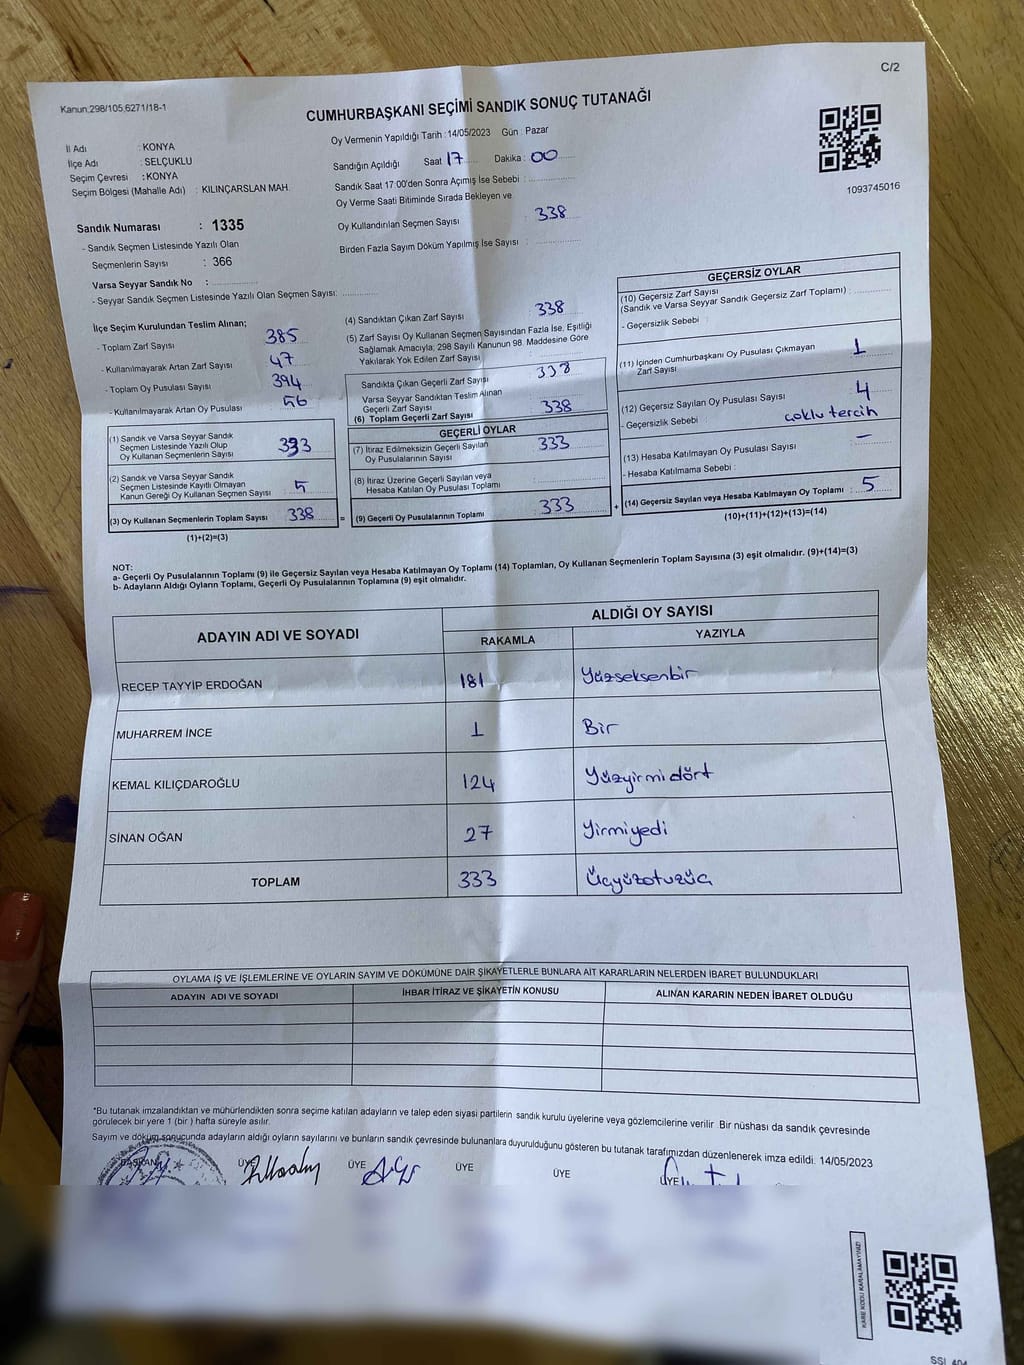 C/2
Kanun:298/105;6271/18-1
CUMHURBAŞKANI SEÇİMİ SANDIK SONUÇ TUTANAĞI
İl Adı : KONYA
İlçe Adı : SELÇUKLU
Seçim Çevresi : KONYA
Seçim Bölgesi (Mahalle Adı) : KILINÇARSLAN MAH.
Oy Vermenin Yapıldığı Tarih : 14/05/2023 Gün : Pazar
Sandığın Açıldığı Saat 17 Dakika : 00
Sandık Saat 17:00'den Sonra Açımış İse Sebebi :
Oy Verme Saati Bitiminde Sırada Bekleyen ve
Oy Kullandırılan Seçmen Sayısı : 338
Birden Fazla Sayım Döküm Yapılmış İse Sayısı :
1093745016
Sandık Numarası : 1335
- Sandık Seçmen Listesinde Yazılı Olan
Seçmenlerin Sayısı : 366
Varsa Seyyar Sandık No :
- Seyyar Sandık Seçmen Listesinde Yazılı Olan Seçmen Sayısı:
İlçe Seçim Kurulundan Teslim Alınan;
- Toplam Zarf Sayısı 385
- Kullanılmayarak Artan Zarf Sayısı 47
- Toplam Oy Pusulası Sayısı 394
- Kullanılmayarak Artan Oy Pusulası 56
(1) Sandık ve Varsa Seyyar Sandık
Seçmen Listesinde Yazılı Olup
Oy Kullanan Seçmenlerin Sayısı 333
(2) Sandık ve Varsa Seyyar Sandık
Seçmen Listesinde Kayıtlı Olmayan
Kanun Gereği Oy Kullanan Seçmen Sayısı 5
(3) Oy Kullanan Seçmenlerin Toplam Sayısı 338
(1)+(2)=(3)
(4) Sandıktan Çıkan Zarf Sayısı 338
(5) Zarf Sayısı Oy Kullanan Seçmen Sayısından Fazla İse, Eşitliği
Sağlamak Amacıyla; 298 Sayılı Kanunun 98. Maddesine Göre
Yakılarak Yok Edilen Zarf Sayısı
Sandıkta Çıkan Geçerli Zarf Sayısı 338
Varsa Seyyar Sandıktan Teslim Alınan
Geçerli Zarf Sayısı
(6) Toplam Geçerli Zarf Sayısı 338
GEÇERLİ OYLAR
(7) İtiraz Edilmeksizin Geçerli Sayılan
Oy Pusulalarının Sayısı 333
(8) İtiraz Üzerine Geçerli Sayılan veya
Hesaba Katılan Oy Pusulası Toplamı
= (9) Geçerli Oy Pusulalarının Toplamı 333
GEÇERSİZ OYLAR
(10) Geçersiz Zarf Sayısı
(Sandık ve Varsa Seyyar Sandık Geçersiz Zarf Toplamı) :
- Geçersizlik Sebebi :
(11) İçinden Cumhurbaşkanı Oy Pusulası Çıkmayan
Zarf Sayısı 1
(12) Geçersiz Sayılan Oy Pusulası Sayısı : 4
- Geçersizlik Sebebi : çoklu tercih
(13) Hesaba Katılmayan Oy Pusulası Sayısı : —
- Hesaba Katılmama Sebebi :
+ (14) Geçersiz Sayılan veya Hesaba Katılmayan Oy Toplamı : 5
(10)+(11)+(12)+(13)=(14)
NOT:
a- Geçerli Oy Pusulalarının Toplamı (9) ile Geçersiz Sayılan veya Hesaba Katılmayan Oy Toplamı (14) Toplamları, Oy Kullanan Seçmenlerin Toplam Sayısına (3) eşit olmalıdır. (9)+(14)=(3)
b- Adayların Aldığı Oyların Toplamı, Geçerli Oy Pusulalarının Toplamına (9) eşit olmalıdır.
ADAYIN ADI VE SOYADI ALDIĞI OY SAYISI
RAKAMLA YAZIYLA
RECEP TAYYİP ERDOĞAN 181 Yüzseksenbir
MUHARREM İNCE 1 Bir
KEMAL KILIÇDAROĞLU 124 Yüzyirmidört
SİNAN OĞAN 27 Yirmiyedi
TOPLAM 333 Üçyüzotuzüç
OYLAMA İŞ VE İŞLEMLERİNE VE OYLARIN SAYIM VE DÖKÜMÜNE DAİR ŞİKAYETLERLE BUNLARA AİT KARARLARIN NELERDEN İBARET BULUNDUKLARI
ADAYIN ADI VE SOYADI İHBAR İTİRAZ VE ŞİKAYETİN KONUSU ALINAN KARARIN NEDEN İBARET OLDUĞU
*Bu tutanak imzalandıktan ve mühürlendikten sonra seçime katılan adayların ve talep eden siyasi partilerin sandık kurulu üyelerine veya gözlemcilerine verilir. Bir nüshası da sandık çevresinde
görülecek bir yere 1 (bir ) hafta süreyle asılır.
Sayım ve döküm sonucunda adayların aldığı oyların sayılarını ve bunların sandık çevresinde bulunanlara duyurulduğunu gösteren bu tutanak tarafımızdan düzenlenerek imza edildi. 14/05/2023
BAŞKAN ÜYE ÜYE ÜYE ÜYE ÜYE
KARE KODU KARALAMAYINIZ!